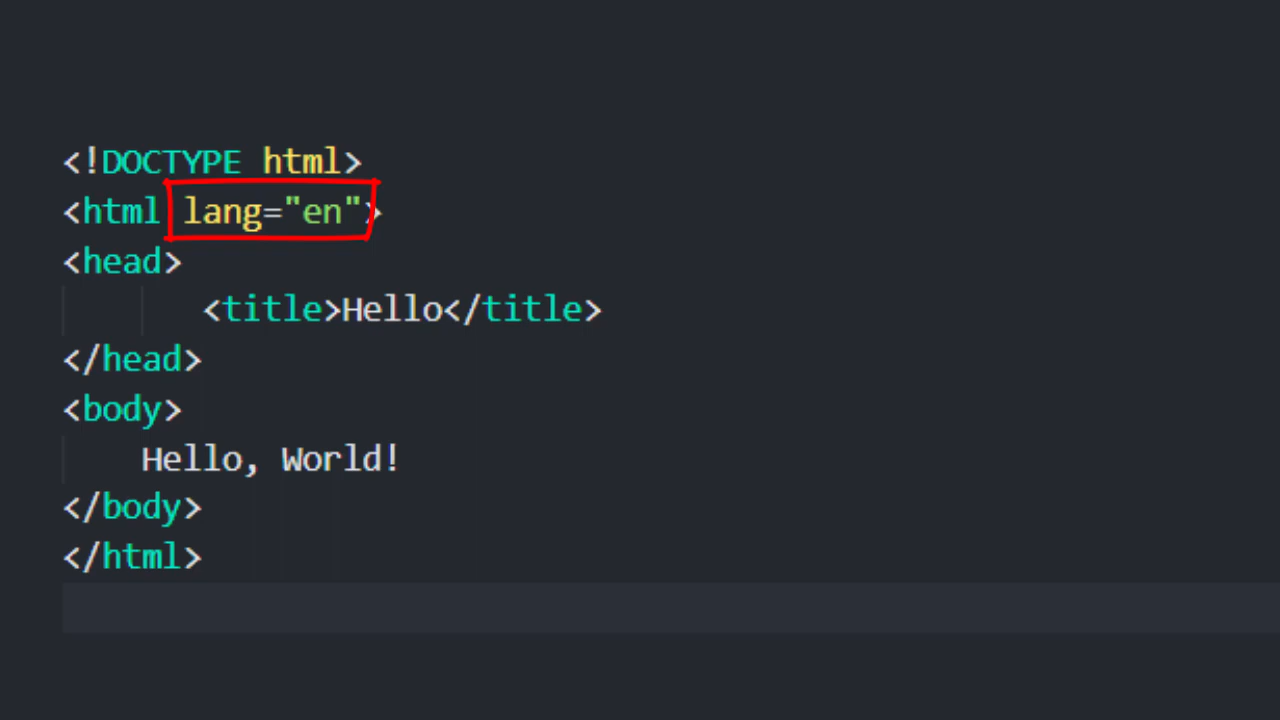 <!DOCTYPE html>
<html lang="en">
<head>
<title>Hello</title>
</head>
<body>
Hello, World!
</body>
</html>